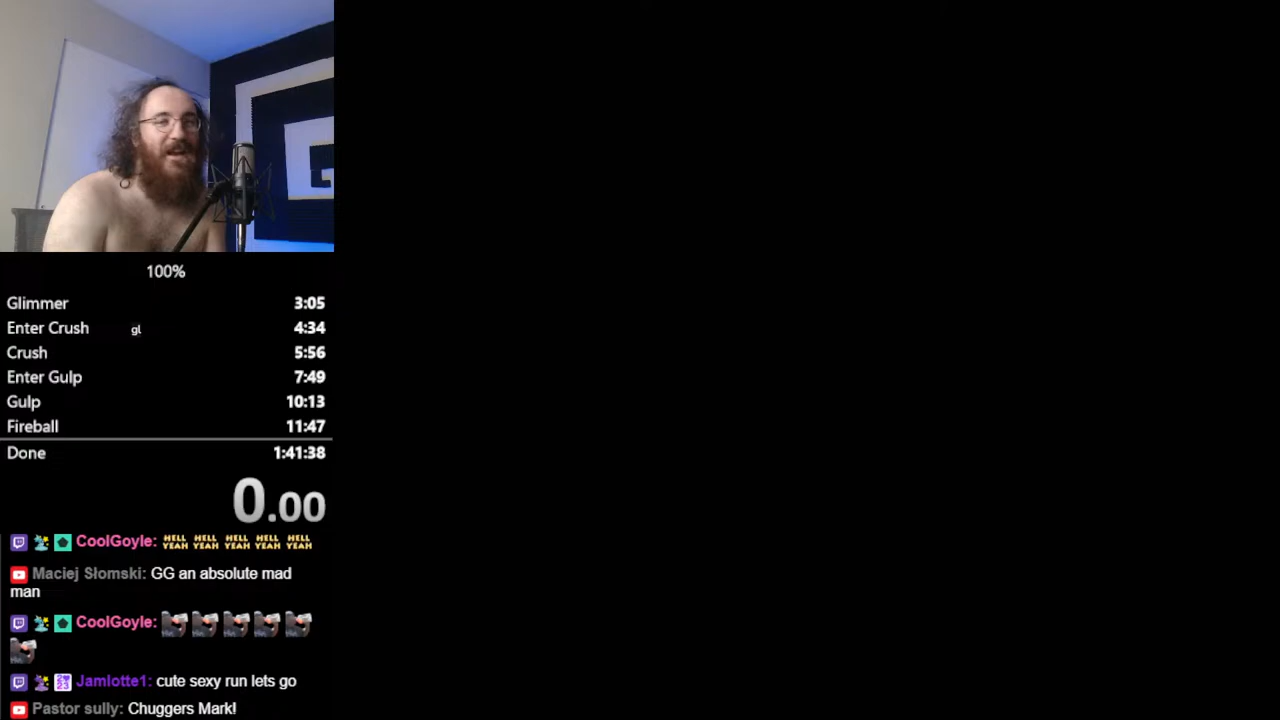 100%
Glimmer 3:05
Enter Crush gl 4:34
Crush 5:56
Enter Gulp 7:49
Gulp 10:13
Fireball 11:47
Done 1:41:38
0.00
CoolGoyle: HELL YEAH HELL YEAH HELL YEAH HELL YEAH HELL YEAH
Maciej Słomski: GG an absolute mad
man
CoolGoyle:
Jamlotte1: cute sexy run lets go
Pastor sully: Chuggers Mark!